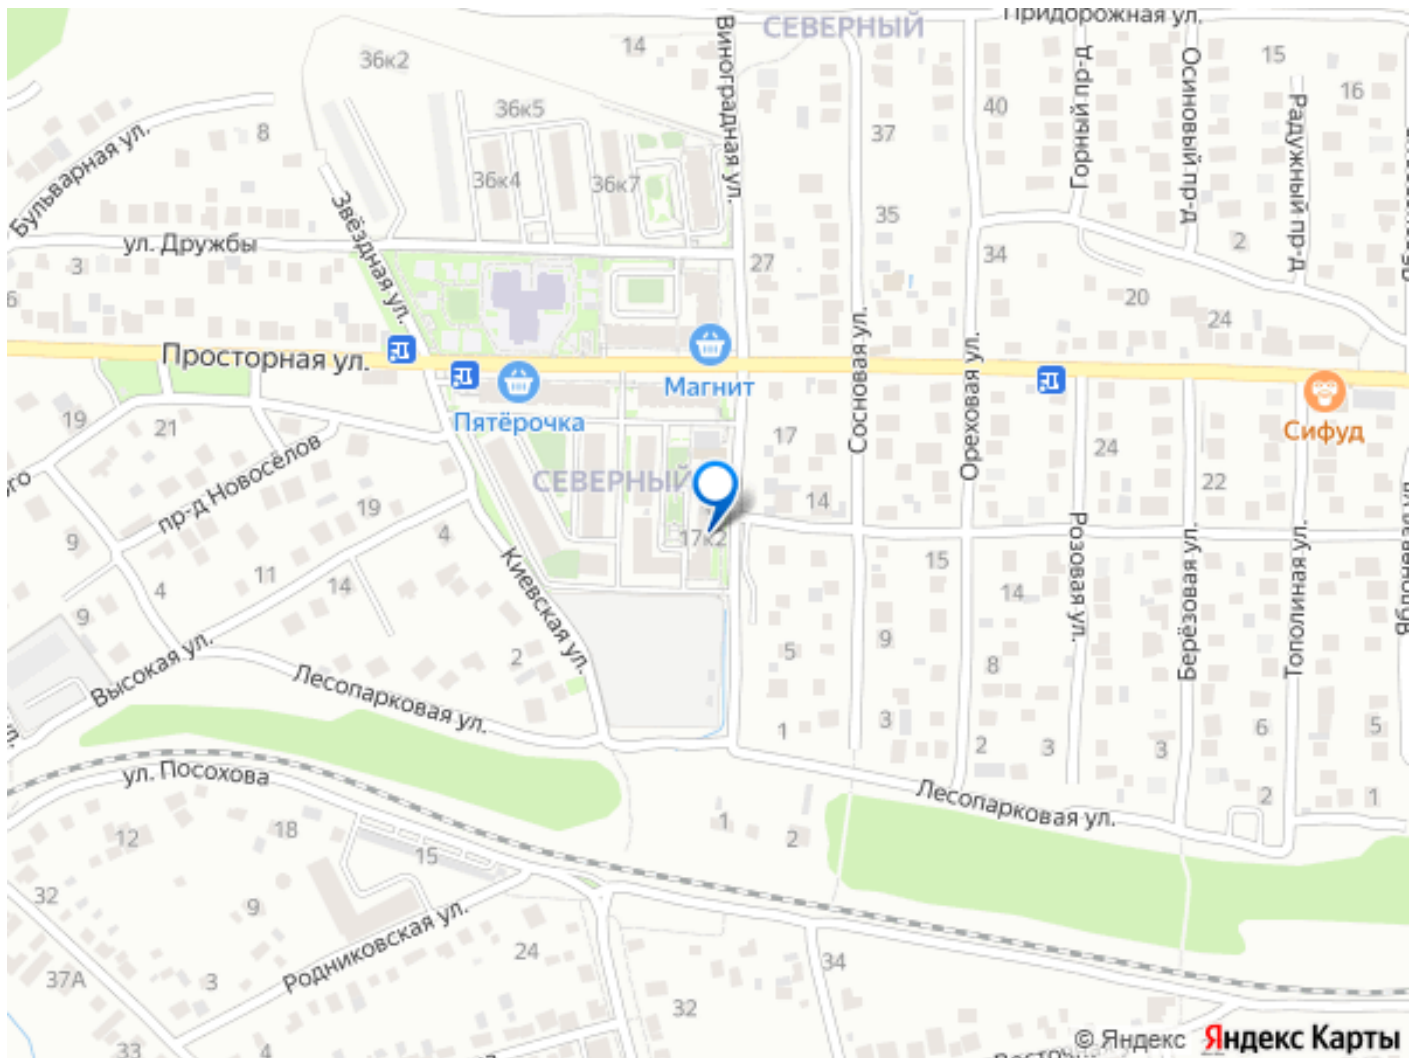 СЕВЕРНЫЙ
Придорожная ул.
14
36к2
Виноградная ул.
15
16
36к5
40
37
8
Бульварная ул.
Горный пр-д
Осиновый пр-д
Радужный пр-д
36к4
36к7
Звёздная ул.
35
ул. Дружбы
2
3
27
34
20
24
6
Просторная ул.
Магнит
Сосновая ул.
Ореховая ул.
Пятёрочка
Сифуд
19
21
17
24
пр-д Новосёлов
СЕВЕРНЫЙ
22
14
19
4
17к2
9
Киевская ул.
15
Розовая ул.
Берёзовая ул.
Тополиная ул.
Яблоневая ул.
11
14
4
14
9
9
5
2
8
Высокая ул.
Лесопарковая ул.
3
1
2
3
3
6
5
ул. Посохова
Лесопарковая ул.
2
1
18
12
1
2
15
32
9
Родниковская ул.
24
34
37А
3
32
33
4
© Яндекс Яндекс Карты